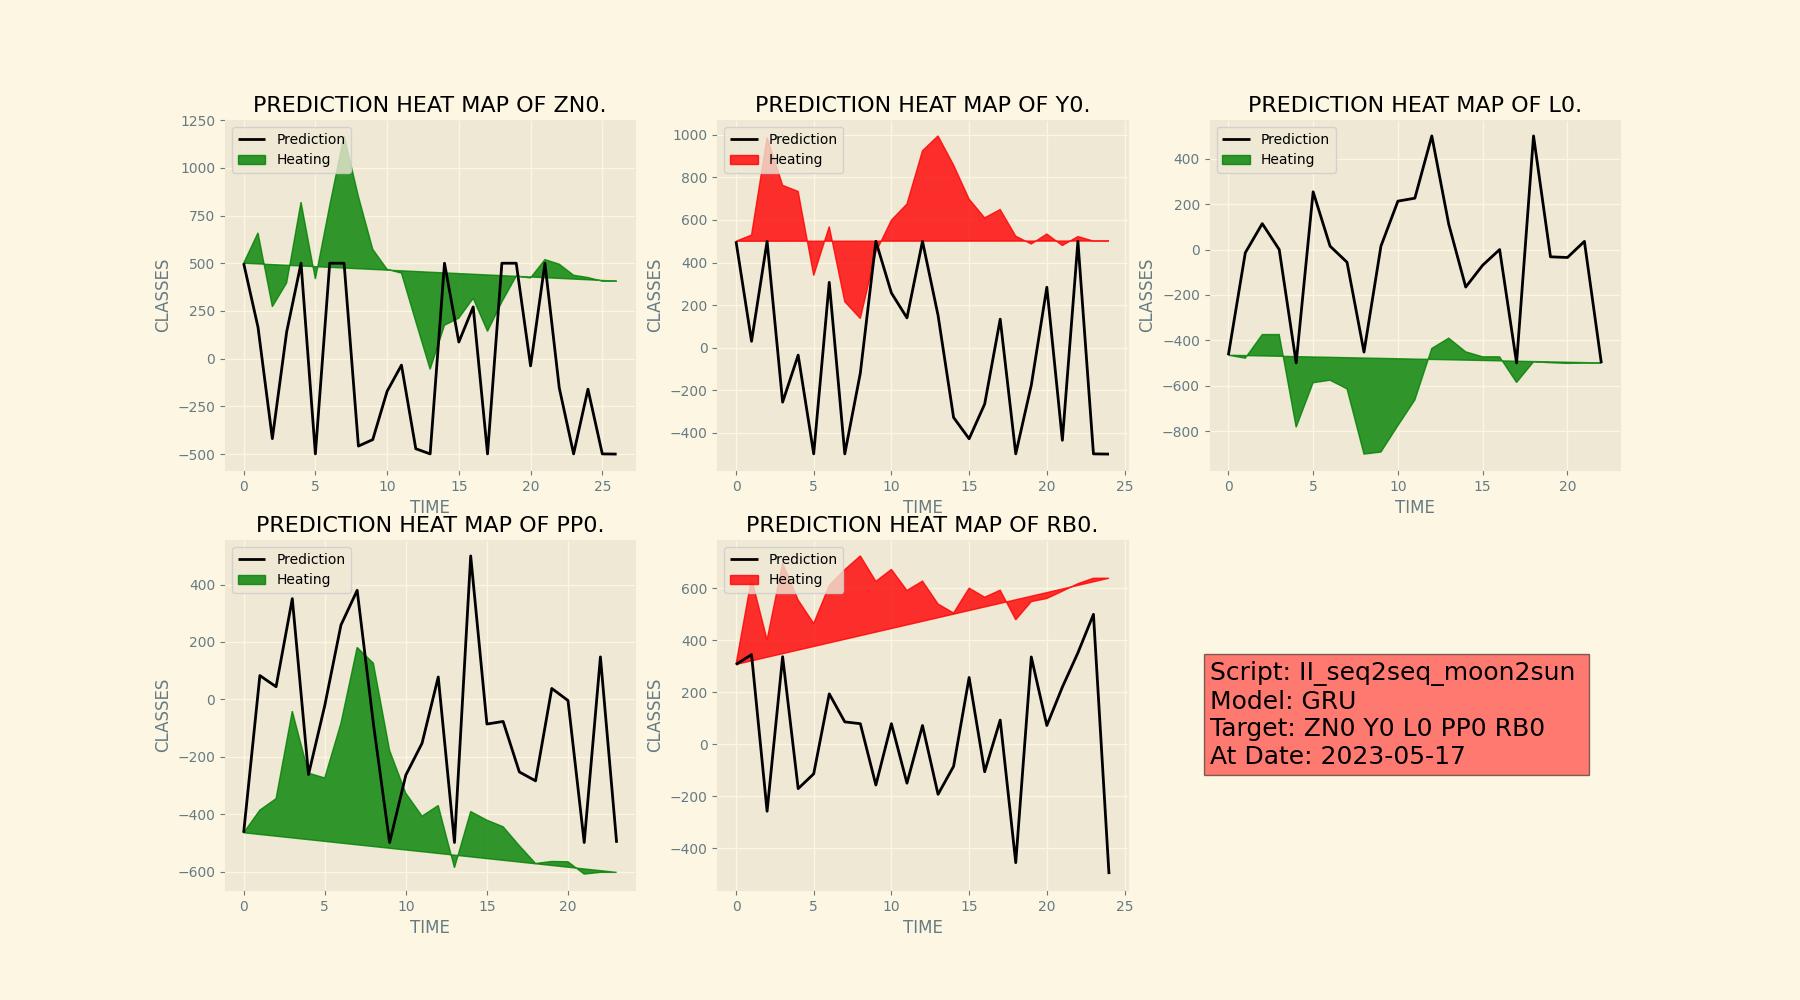 PREDICTION HEAT MAP OF ZN0.
Prediction
Heating
CLASSES
1250
1000
750
500
250
0
−250
−500
0 5 10 15 20 25
TIME
PREDICTION HEAT MAP OF Y0.
Prediction
Heating
CLASSES
1000
800
600
400
200
0
−200
−400
0 5 10 15 20 25
TIME
PREDICTION HEAT MAP OF L0.
Prediction
Heating
CLASSES
400
200
0
−200
−400
−600
−800
0 5 10 15 20
TIME
PREDICTION HEAT MAP OF PP0.
Prediction
Heating
CLASSES
400
200
0
−200
−400
−600
0 5 10 15 20
TIME
PREDICTION HEAT MAP OF RB0.
Prediction
Heating
CLASSES
600
400
200
0
−200
−400
0 5 10 15 20 25
TIME
Script: II_seq2seq_moon2sun
Model: GRU
Target: ZN0 Y0 L0 PP0 RB0
At Date: 2023-05-17